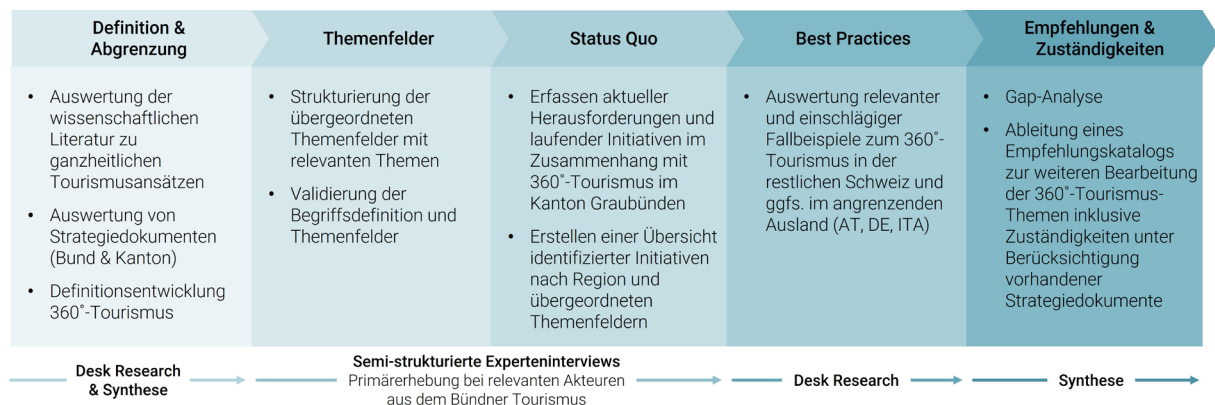 Definition &
Abgrenzung
Themenfelder
Status Quo
Best Practices
Empfehlungen &
Zuständigkeiten
• Auswertung der
wissenschaftlichen
Literatur zu
ganzheitlichen
Tourismusansätzen
• Auswertung von
Strategiedokumenten
(Bund & Kanton)
• Definitionsentwicklung
360˚-Tourismus
• Strukturierung der
übergeordneten
Themenfelder mit
relevanten Themen
• Validierung der
Begriffsdefinition und
Themenfelder
• Erfassen aktueller
Herausforderungen und
laufender Initiativen im
Zusammenhang mit
360˚-Tourismus im
Kanton Graubünden
• Erstellen einer Übersicht
identifizierter Initiativen
nach Region und
übergeordneten
Themenfeldern
• Auswertung relevanter
und einschlägiger
Fallbeispiele zum 360˚-
Tourismus in der
restlichen Schweiz und
ggfs. im angrenzenden
Ausland (AT, DE, ITA)
• Gap-Analyse
• Ableitung eines
Empfehlungskatalogs
zur weiteren Bearbeitung
der 360˚-Tourismus-
Themen inklusive
Zuständigkeiten unter
Berücksichtigung
vorhandener
Strategiedokumente
Desk Research
& Synthese
Semi-strukturierte Experteninterviews
Primärerhebung bei relevanten Akteuren
aus dem Bündner Tourismus
Desk Research
Synthese